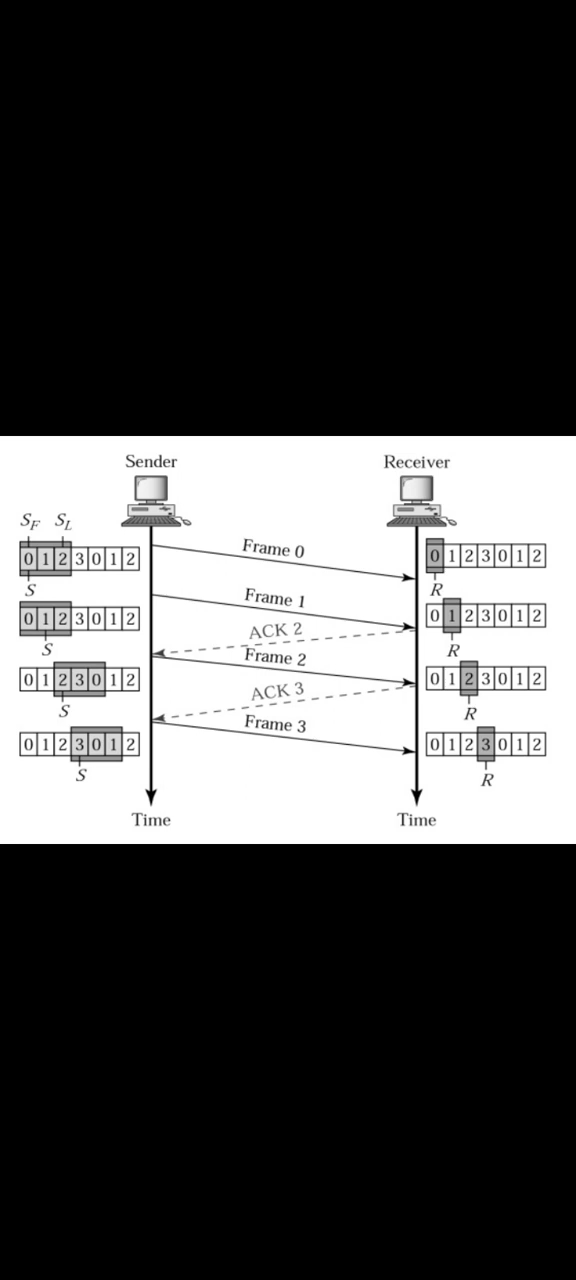 Sender Receiver
S_F S_L
Frame 0
0 1 2 3 0 1 2
0 1 2 3 0 1 2
S
R
Frame 1
0 1 2 3 0 1 2
0 1 2 3 0 1 2
ACK 2
S
R
Frame 2
0 1 2 3 0 1 2
0 1 2 3 0 1 2
ACK 3
S
R
Frame 3
0 1 2 3 0 1 2
0 1 2 3 0 1 2
S
R
Time Time